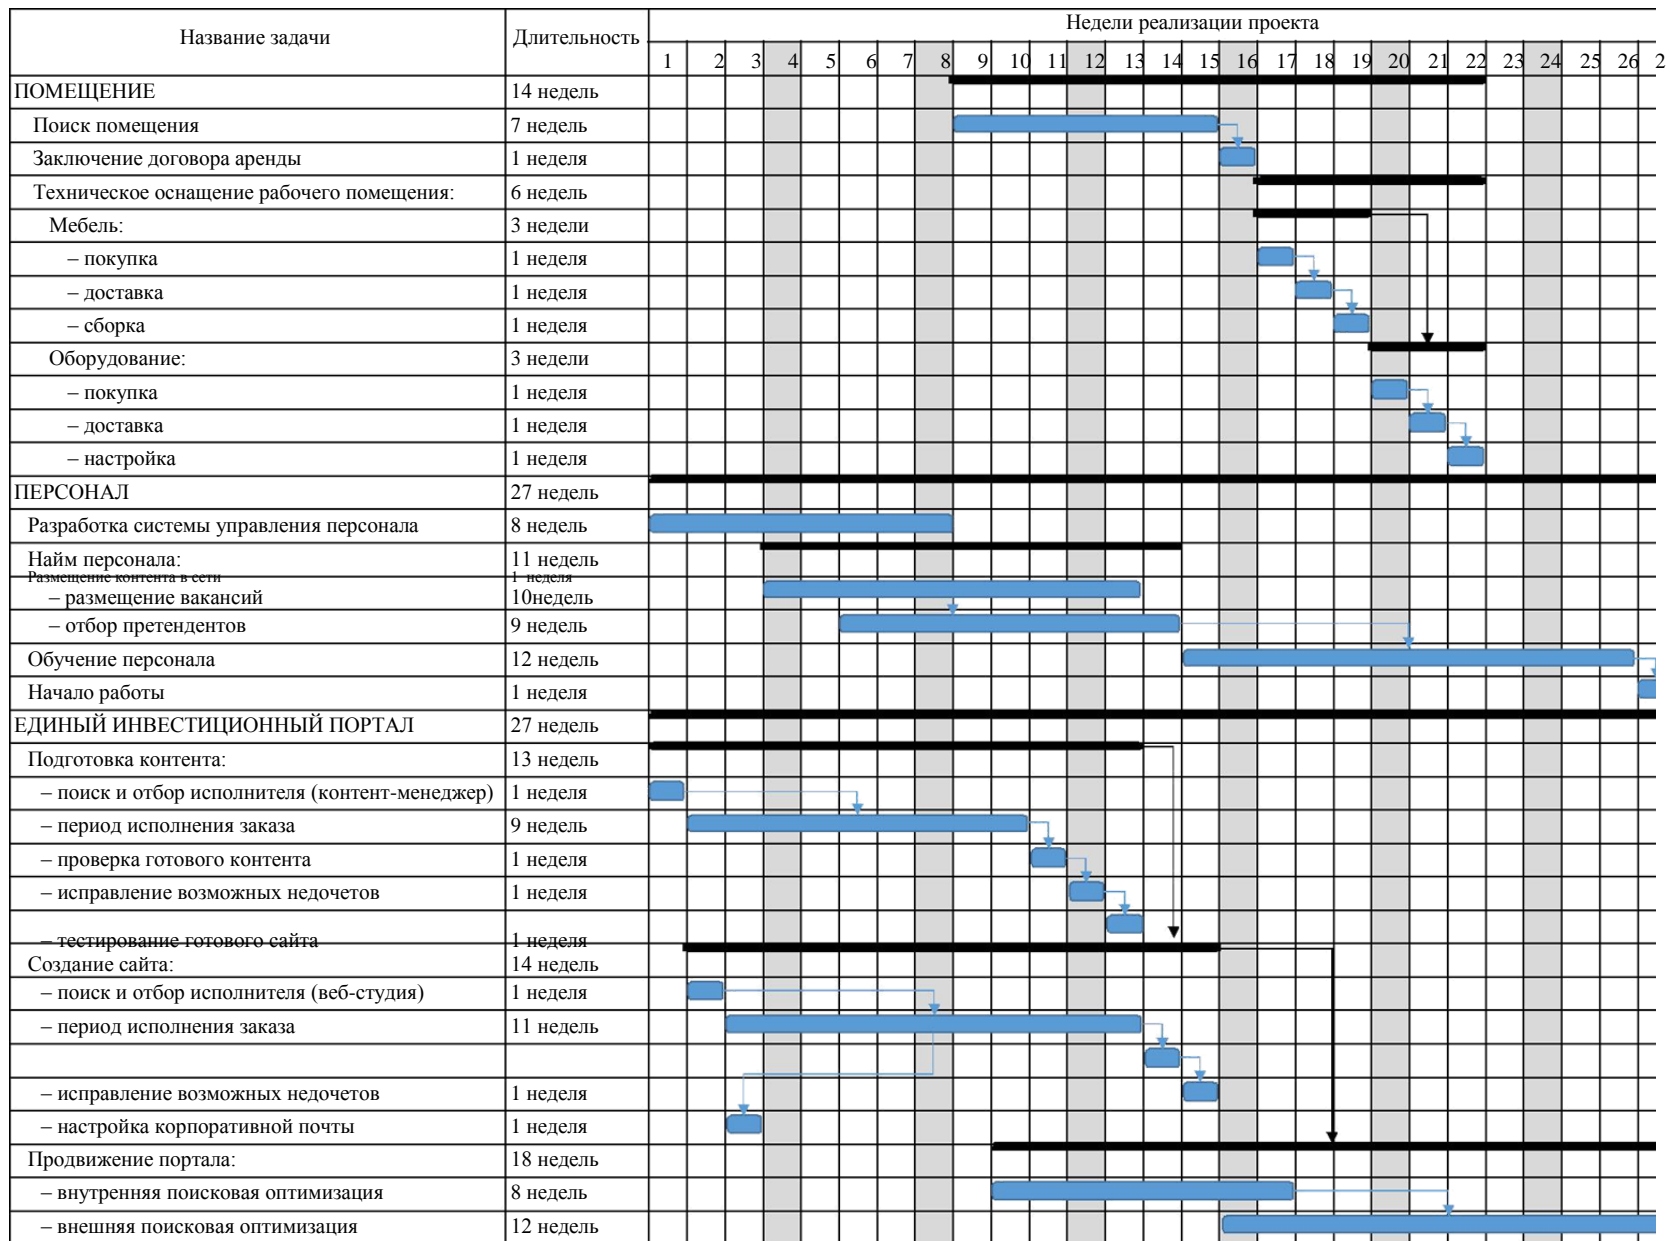 Название задачи Длительность Недели реализации проекта
1 2 3 4 5 6 7 8 9 10 11 12 13 14 15 16 17 18 19 20 21 22 23 24 25 26 2
ПОМЕЩЕНИЕ 14 недель
Поиск помещения 7 недель
Заключение договора аренды 1 неделя
Техническое оснащение рабочего помещения: 6 недель
Мебель: 3 недели
– покупка 1 неделя
– доставка 1 неделя
– сборка 1 неделя
Оборудование: 3 недели
– покупка 1 неделя
– доставка 1 неделя
– настройка 1 неделя
ПЕРСОНАЛ 27 недель
Разработка системы управления персонала 8 недель
Найм персонала: 11 недель
Размещение контента в сети 1 неделя
– размещение вакансий 10недель
– отбор претендентов 9 недель
Обучение персонала 12 недель
Начало работы 1 неделя
ЕДИНЫЙ ИНВЕСТИЦИОННЫЙ ПОРТАЛ 27 недель
Подготовка контента: 13 недель
– поиск и отбор исполнителя (контент-менеджер) 1 неделя
– период исполнения заказа 9 недель
– проверка готового контента 1 неделя
– исправление возможных недочетов 1 неделя
– тестирование готового сайта 1 неделя
Создание сайта: 14 недель
– поиск и отбор исполнителя (веб-студия) 1 неделя
– период исполнения заказа 11 недель
– исправление возможных недочетов 1 неделя
– настройка корпоративной почты 1 неделя
Продвижение портала: 18 недель
– внутренняя поисковая оптимизация 8 недель
– внешняя поисковая оптимизация 12 недель